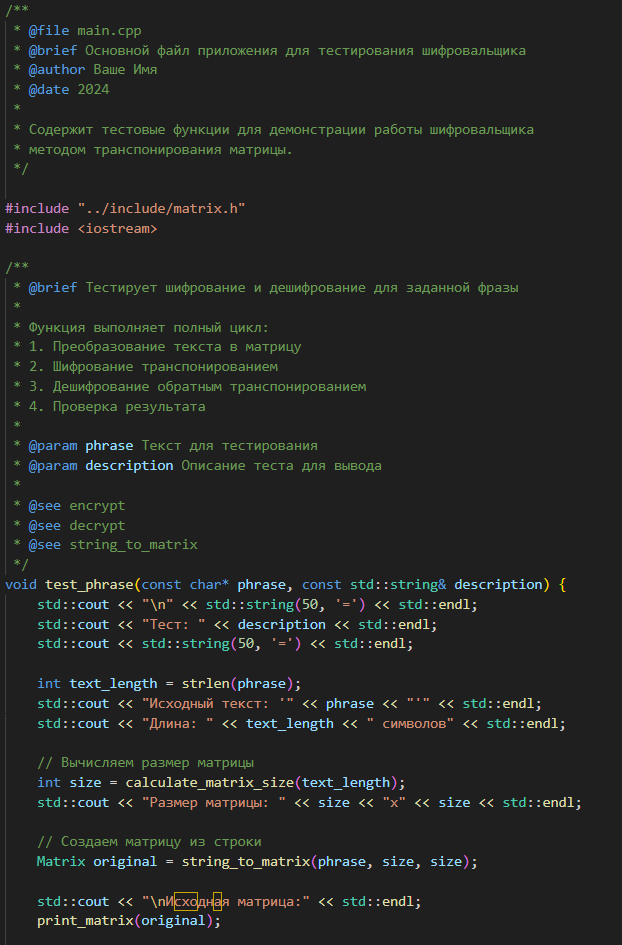 /**
 * @file main.cpp
 * @brief Основной файл приложения для тестирования шифровальщика
 * @author Ваше Имя
 * @date 2024
 *
 * Содержит тестовые функции для демонстрации работы шифровальщика
 * методом транспонирования матрицы.
 */

#include "../include/matrix.h"
#include <iostream>

/**
 * @brief Тестирует шифрование и дешифрование для заданной фразы
 *
 * Функция выполняет полный цикл:
 * 1. Преобразование текста в матрицу
 * 2. Шифрование транспонированием
 * 3. Дешифрование обратным транспонированием
 * 4. Проверка результата
 *
 * @param phrase Текст для тестирования
 * @param description Описание теста для вывода
 *
 * @see encrypt
 * @see decrypt
 * @see string_to_matrix
 */
void test_phrase(const char* phrase, const std::string& description) {
    std::cout << "\n" << std::string(50, '=') << std::endl;
    std::cout << "Тест: " << description << std::endl;
    std::cout << std::string(50, '=') << std::endl;

    int text_length = strlen(phrase);
    std::cout << "Исходный текст: '" << phrase << "'" << std::endl;
    std::cout << "Длина: " << text_length << " символов" << std::endl;

    // Вычисляем размер матрицы
    int size = calculate_matrix_size(text_length);
    std::cout << "Размер матрицы: " << size << "x" << size << std::endl;

    // Создаем матрицу из строки
    Matrix original = string_to_matrix(phrase, size, size);

    std::cout << "\nИсходная матрица:" << std::endl;
    print_matrix(original);